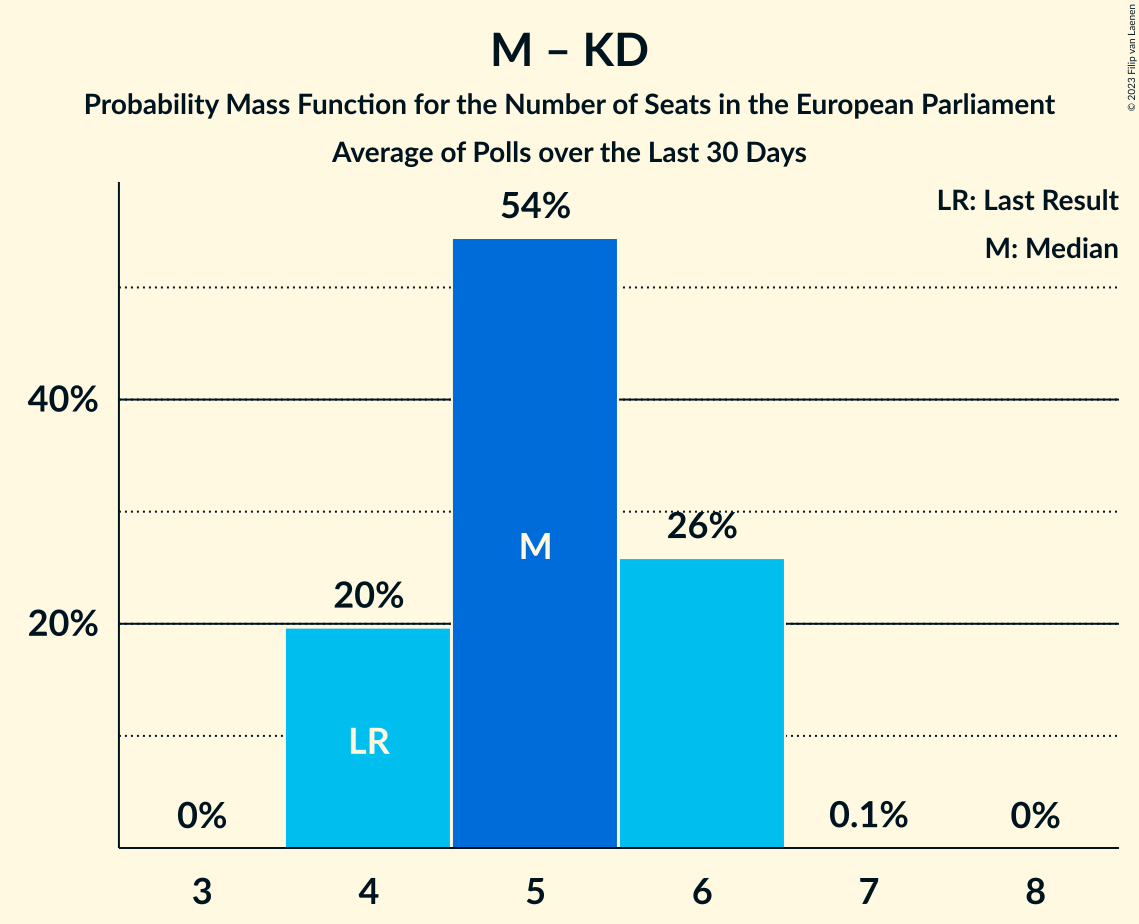 M – KD
Probability Mass Function for the Number of Seats in the European Parliament
Average of Polls over the Last 30 Days
© 2023 Filip van Laenen
LR: Last Result
M: Median
54%
40%
26%
M
20%
20%
LR
0%
0.1%
0%
3 4 5 6 7 8